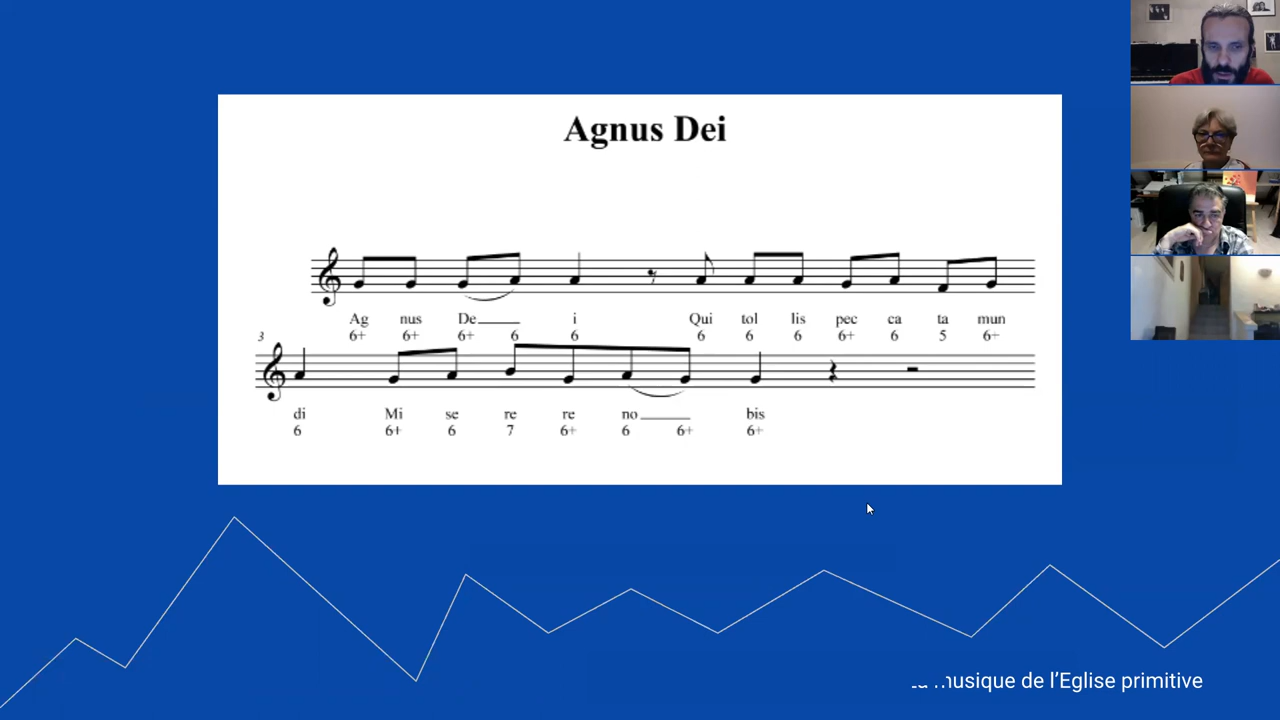 Agnus Dei
Ag nus De i Qui tol lis pec ca ta mun
6+ 6+ 6+ 6 6 6 6 6 6+ 6 5 6+
3
di Mi se re re no bis
6 6+ 6 7 6+ 6 6+ 6+
musique de l’Eglise primitive